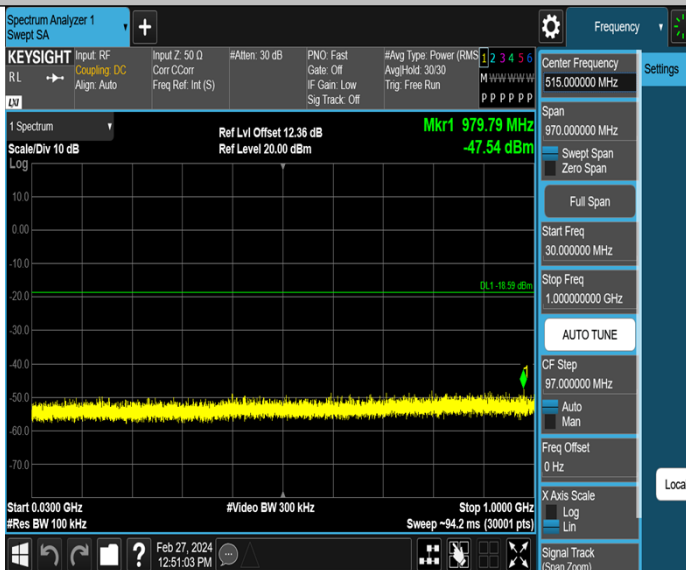 Spectrum Analyzer 1
Swept SA
+
Frequency
KEYSIGHT
RL
LXI
Input: RF
Coupling: DC
Align: Auto
Input Z: 50 Ω
Corr CCorr
Freq Ref: Int (S)
#Atten: 30 dB
PNO: Fast
Gate: Off
IF Gain: Low
Sig Track: Off
#Avg Type: Power (RMS
Avg|Hold: 30/30
Trig: Free Run
1 2 3 4 5 6
M W W W W W
P P P P P P
Center Frequency
515.000000 MHz
Settings
1 Spectrum
Scale/Div 10 dB
Log
Ref Lvl Offset 12.36 dB
Ref Level 20.00 dBm
Mkr1 979.79 MHz
-47.54 dBm
Span
970.000000 MHz
Swept Span
Zero Span
Full Span
Start Freq
30.000000 MHz
Stop Freq
1.00000000 GHz
AUTO TUNE
CF Step
97.000000 MHz
Auto
Man
Freq Offset
0 Hz
X Axis Scale
Log
Lin
Signal Track
(Span Zoom)
Loca
10.0
0.00
-10.0
-20.0
-30.0
-40.0
-50.0
-60.0
-70.0
DL1 -18.59 dBm
1
Start 0.0300 GHz
#Res BW 100 kHz
#Video BW 300 kHz
Stop 1.0000 GHz
Sweep ~94.2 ms (30001 pts)
?
Feb 27, 2024
12:51:03 PM